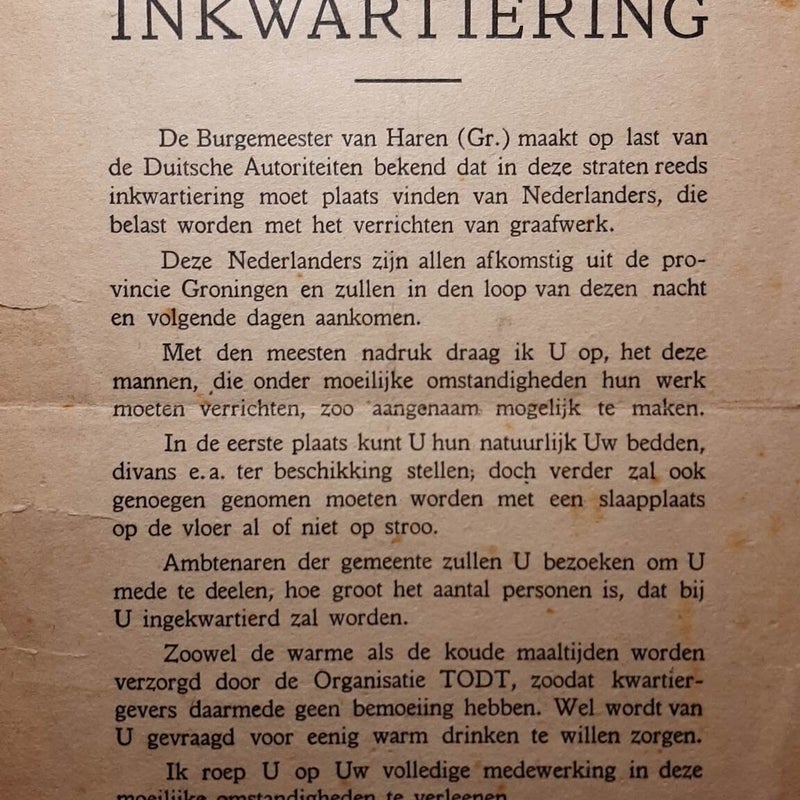 INKWARTIERING
De Burgemeester van Haren (Gr.) maakt op last van
de Duitsche Autoriteiten bekend dat in deze straten reeds
inkwartiering moet plaats vinden van Nederlanders, die
belast worden met het verrichten van graafwerk.
Deze Nederlanders zijn allen afkomstig uit de pro-
vincie Groningen en zullen in den loop van dezen nacht
en volgende dagen aankomen.
Met den meesten nadruk draag ik U op, het deze
mannen, die onder moeilijke omstandigheden hun werk
moeten verrichten, zoo aangenaam mogelijk te maken.
In de eerste plaats kunt U hun natuurlijk Uw bedden,
divans e.a. ter beschikking stellen; doch verder zal ook
genoegen genomen moeten worden met een slaapplaats
op de vloer al of niet op stroo.
Ambtenaren der gemeente zullen U bezoeken om U
mede te deelen, hoe groot het aantal personen is, dat bij
U ingekwartierd zal worden.
Zoowel de warme als de koude maaltijden worden
verzorgd door de Organisatie TODT, zoodat kwartier-
gevers daarmede geen bemoeiing hebben. Wel wordt van
U gevraagd voor eenig warm drinken te willen zorgen.
Ik roep U op Uw volledige medewerking in deze
moeilijke omstandigheden te verleenen.